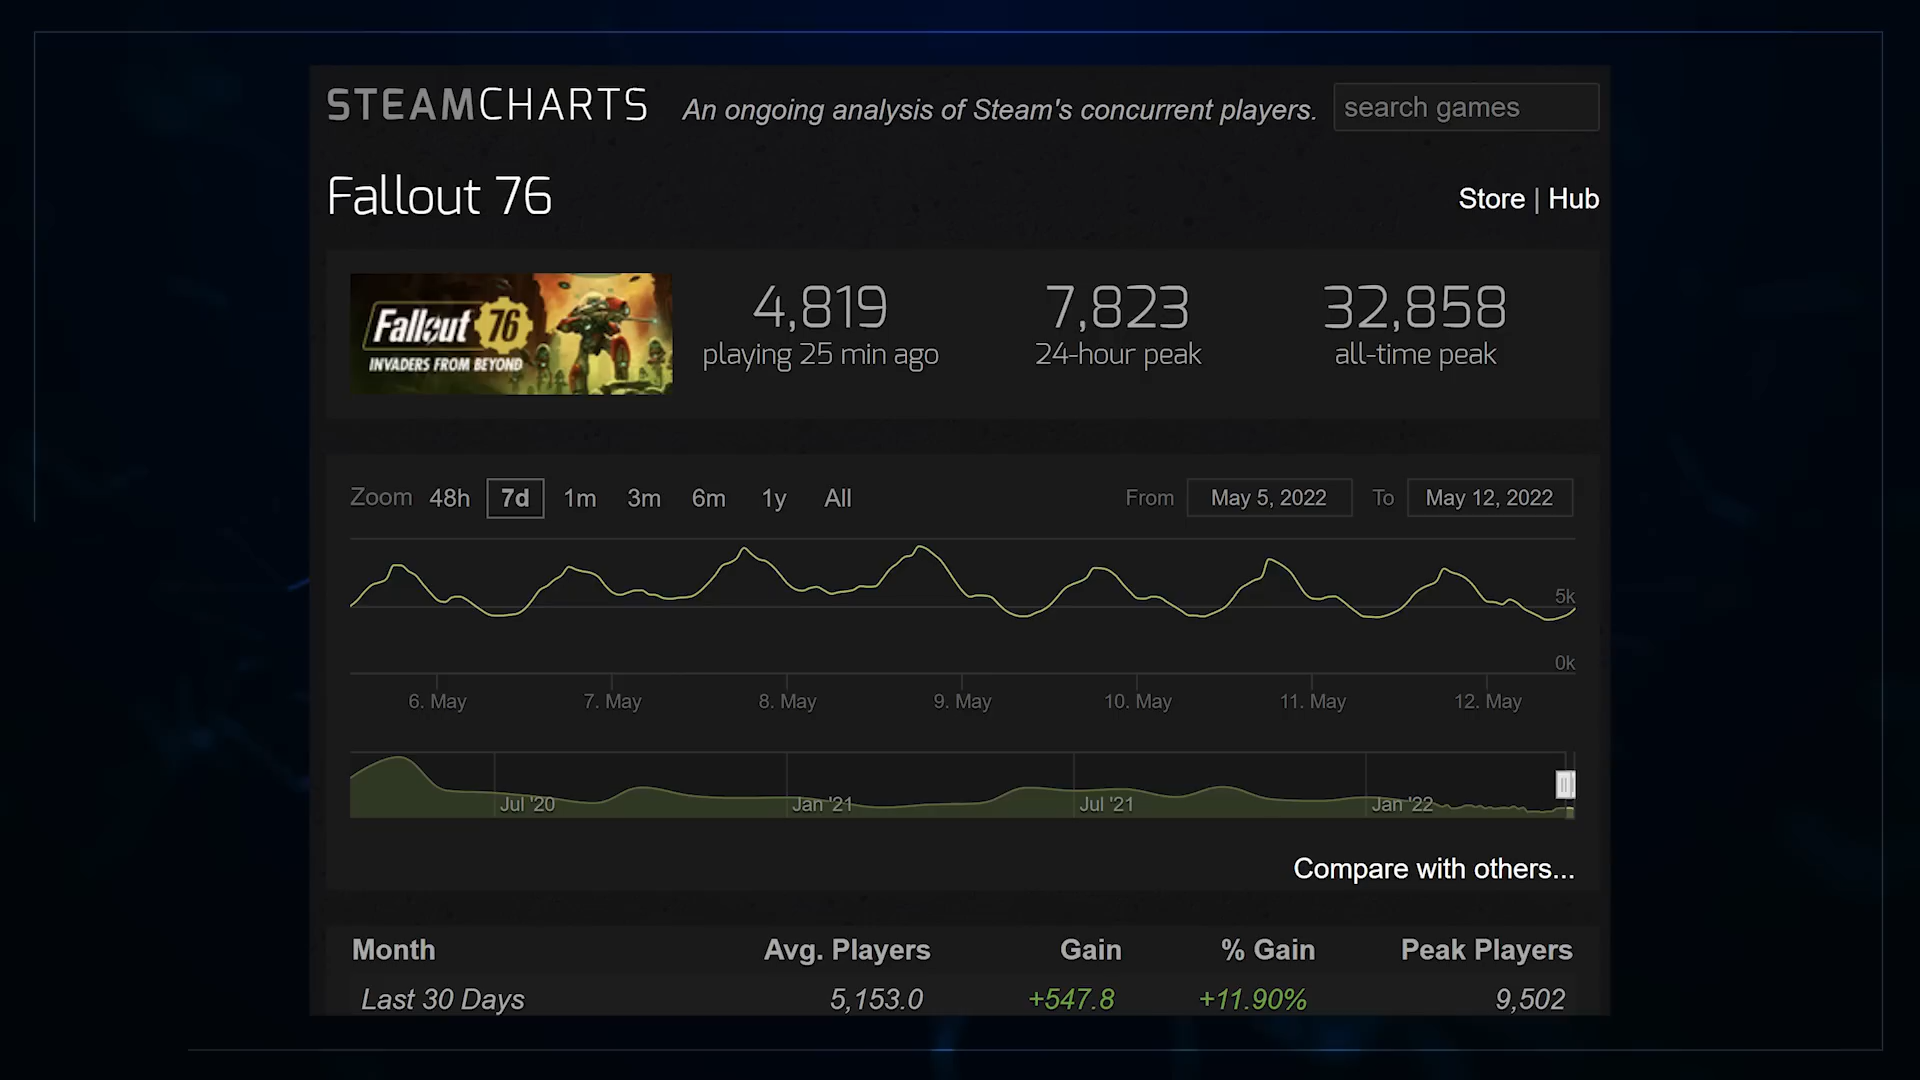 STEAMCHARTS An ongoing analysis of Steam's concurrent players. search games
Fallout 76
Store | Hub
Fallout 76
INVADERS FROM BEYOND
4,819 7,823 32,858
playing 25 min ago 24-hour peak all-time peak
Zoom 48h 7d 1m 3m 6m 1y All From May 5, 2022 To May 12, 2022
5k
0k
6. May 7. May 8. May 9. May 10. May 11. May 12. May
Jul '20 Jan '21 Jul '21 Jan '22
Compare with others...
Month Avg. Players Gain % Gain Peak Players
Last 30 Days 5,153.0 +547.8 +11.90% 9,502